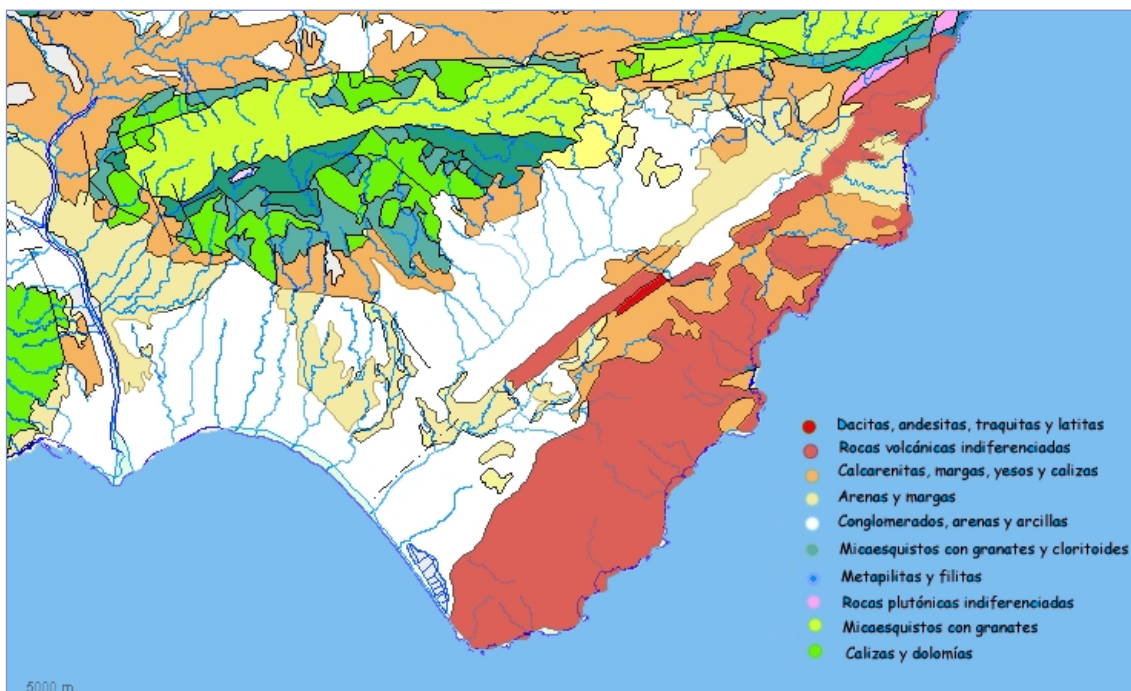 Dacitas, andesitas, traquitas y latitas
Rocas volcánicas indiferenciadas
Calcarenitas, margas, yesos y calizas
Arenas y margas
Conglomerados, arenas y arcillas
Micaesquistos con granates y cloritoides
Metapilitas y filitas
Rocas plutónicas indiferenciadas
Micaesquistos con granates
Calizas y dolomías
5000 m.